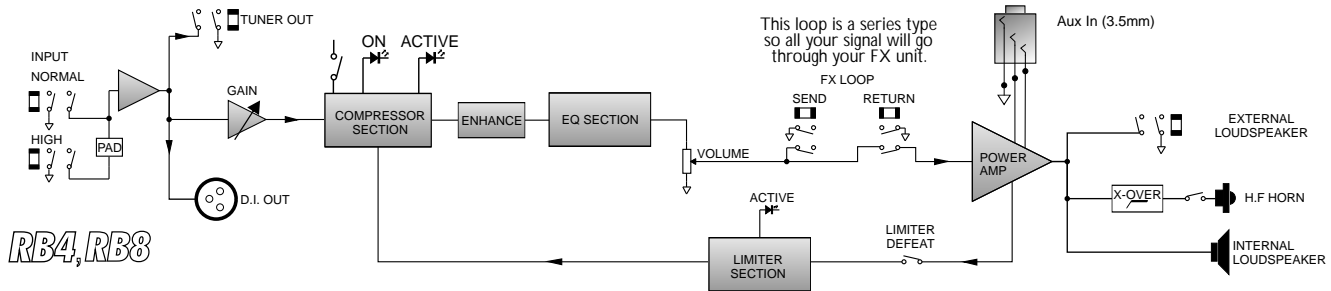 TUNER OUT
This loop is a series type
so all your signal will go
through your FX unit.
Aux In (3.5mm)
INPUT
NORMAL
HIGH
PAD
GAIN
ON
ACTIVE
COMPRESSOR
SECTION
ENHANCE
EQ SECTION
VOLUME
FX LOOP
SEND
RETURN
POWER
AMP
EXTERNAL
LOUDSPEAKER
X-OVER
H.F HORN
INTERNAL
LOUDSPEAKER
D.I. OUT
ACTIVE
LIMITER
SECTION
LIMITER
DEFEAT
RB4, RB8